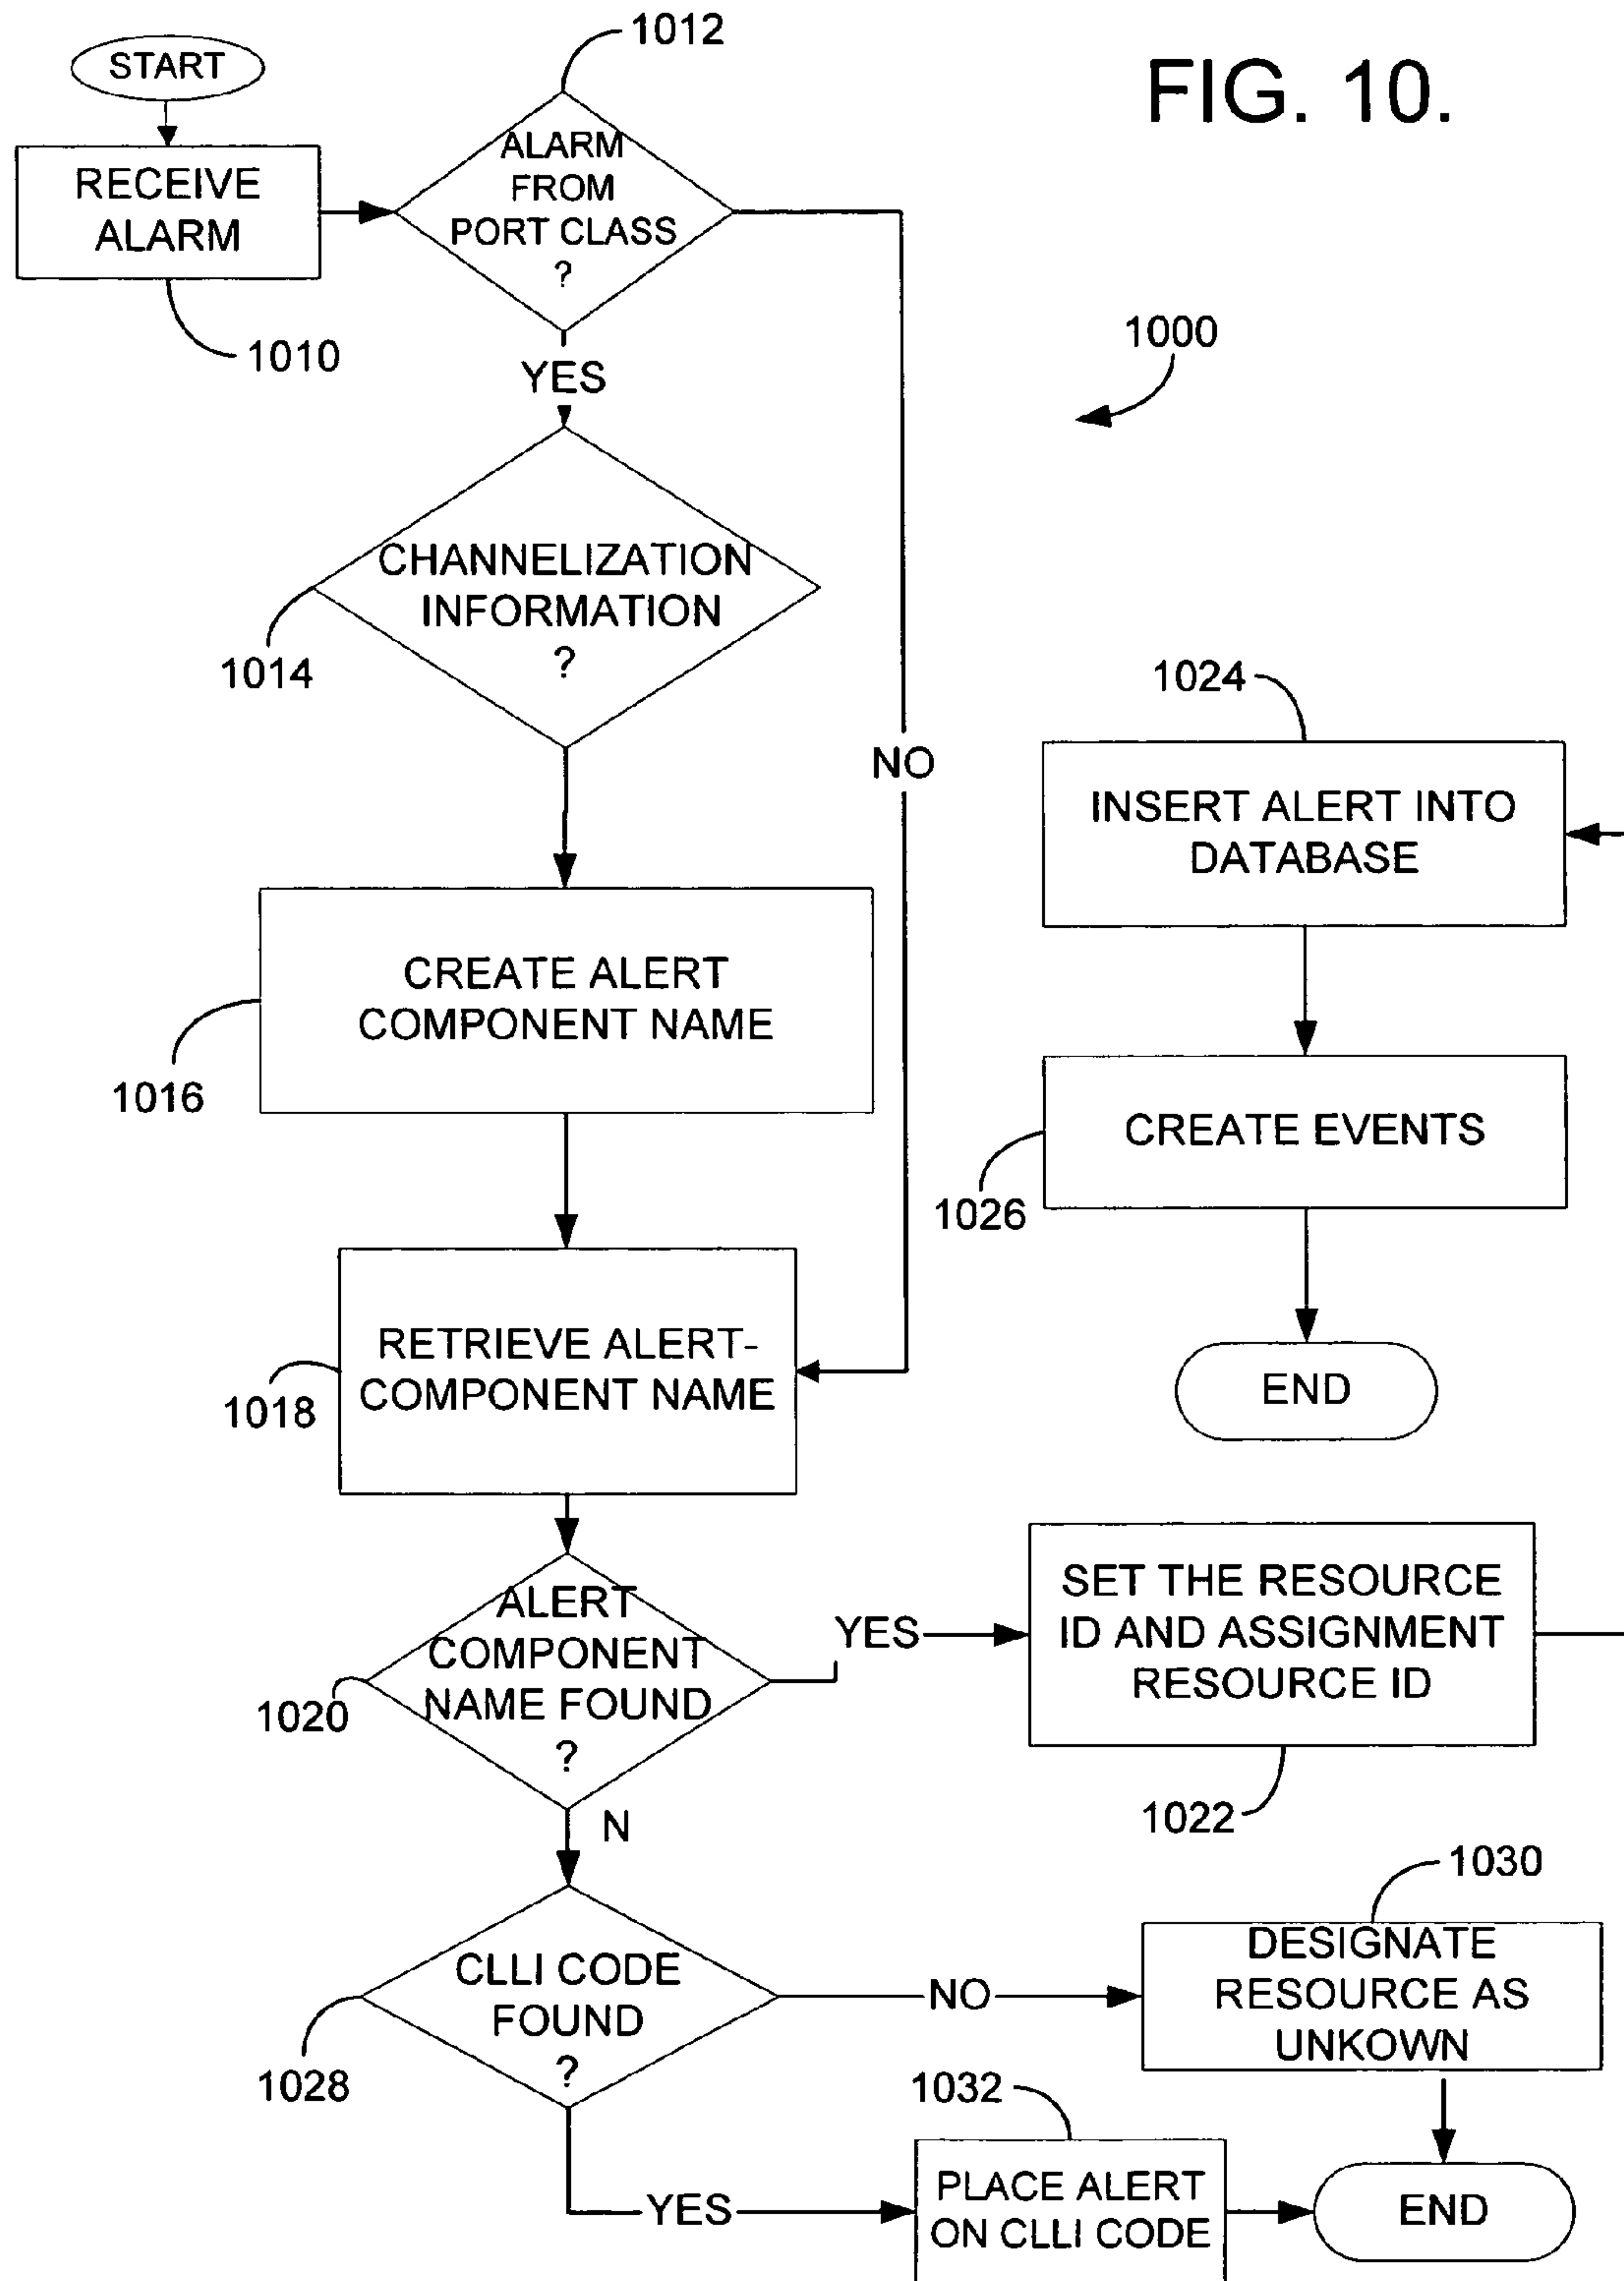 FIG. 10.
START
1012
RECEIVE
ALARM
1010
ALARM
FROM
PORT CLASS
?
YES
NO
1000
CHANNELIZATION
INFORMATION
?
1014
CREATE ALERT
COMPONENT NAME
1016
RETRIEVE ALERT-
COMPONENT NAME
1018
ALERT
COMPONENT
NAME FOUND
?
1020
YES
N
SET THE RESOURCE
ID AND ASSIGNMENT
RESOURCE ID
1022
1024
INSERT ALERT INTO
DATABASE
CREATE EVENTS
1026
END
CLLI CODE
FOUND
?
1028
NO
1030
DESIGNATE
RESOURCE AS
UNKOWN
YES
1032
PLACE ALERT
ON CLLI CODE
END